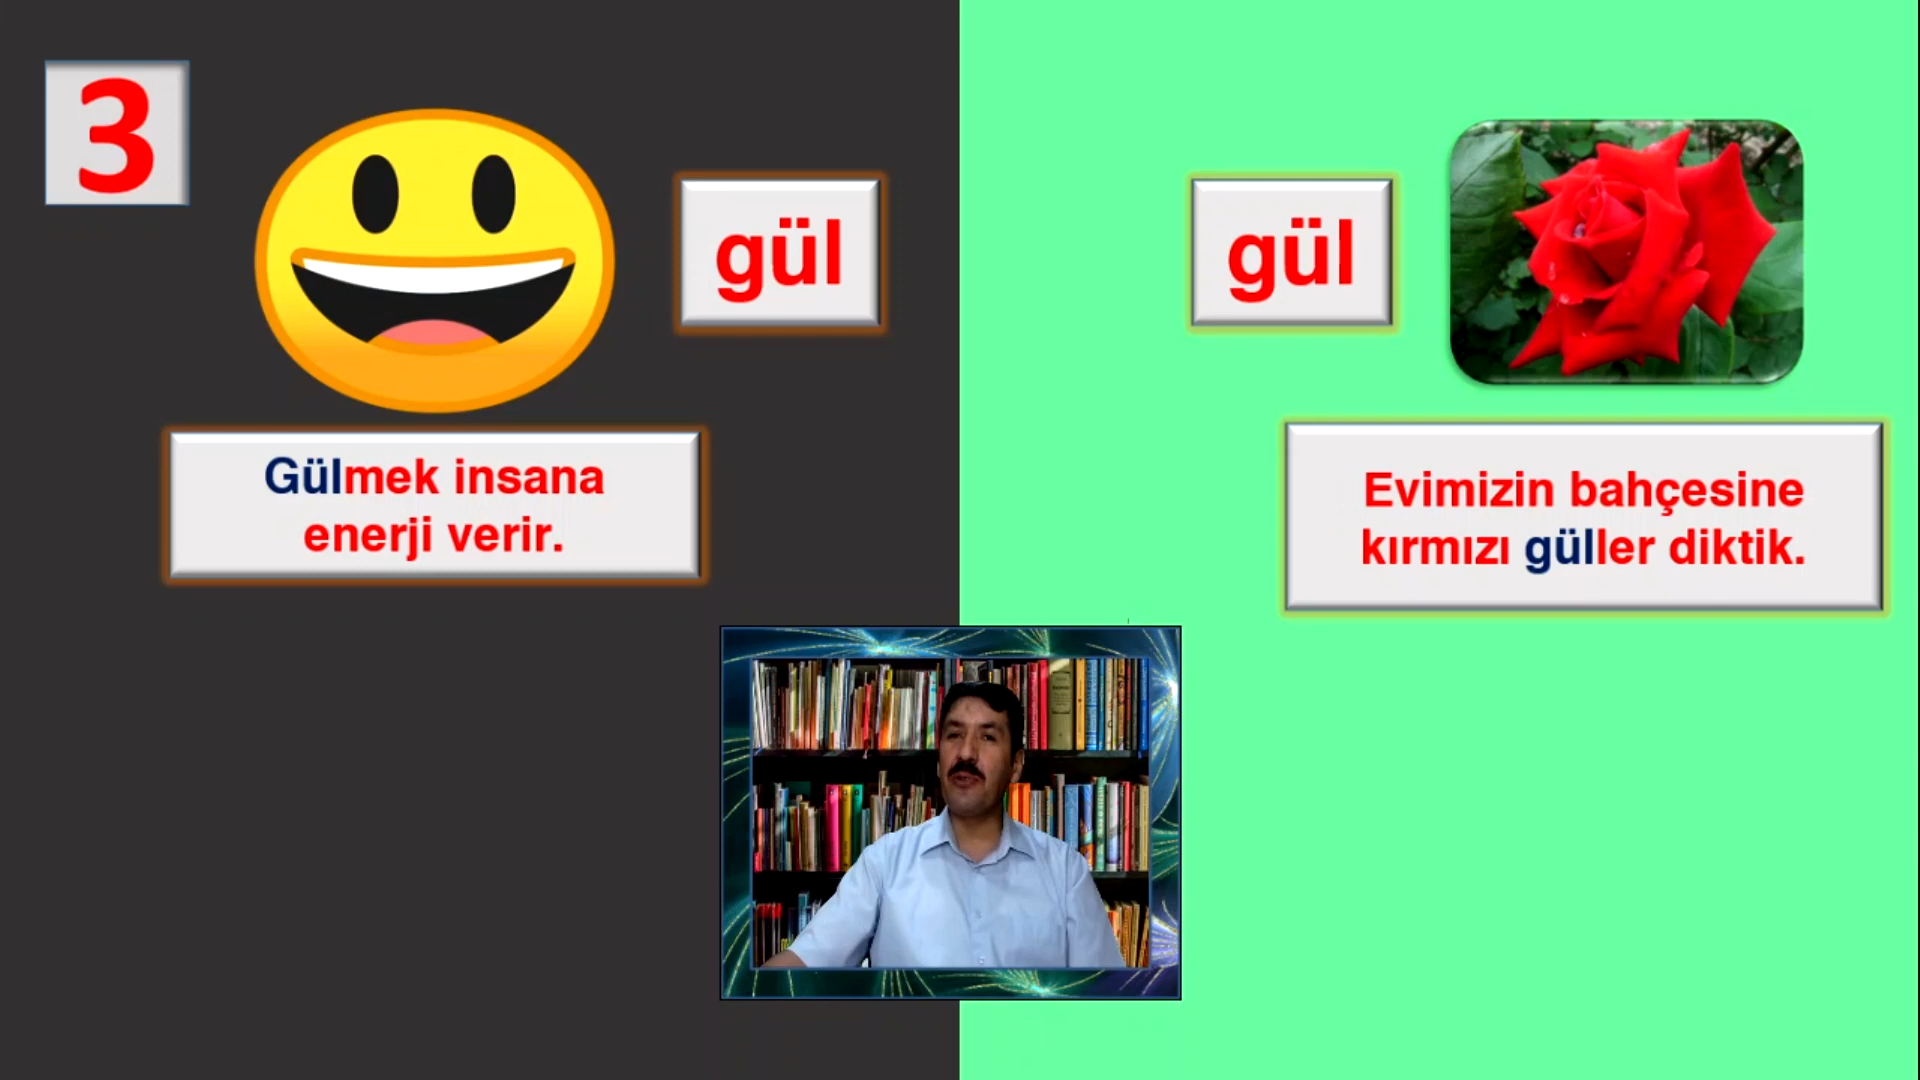 3
gül
Gülmek insana
enerji verir.
gül
Evimizin bahçesine
kırmızı güller diktik.